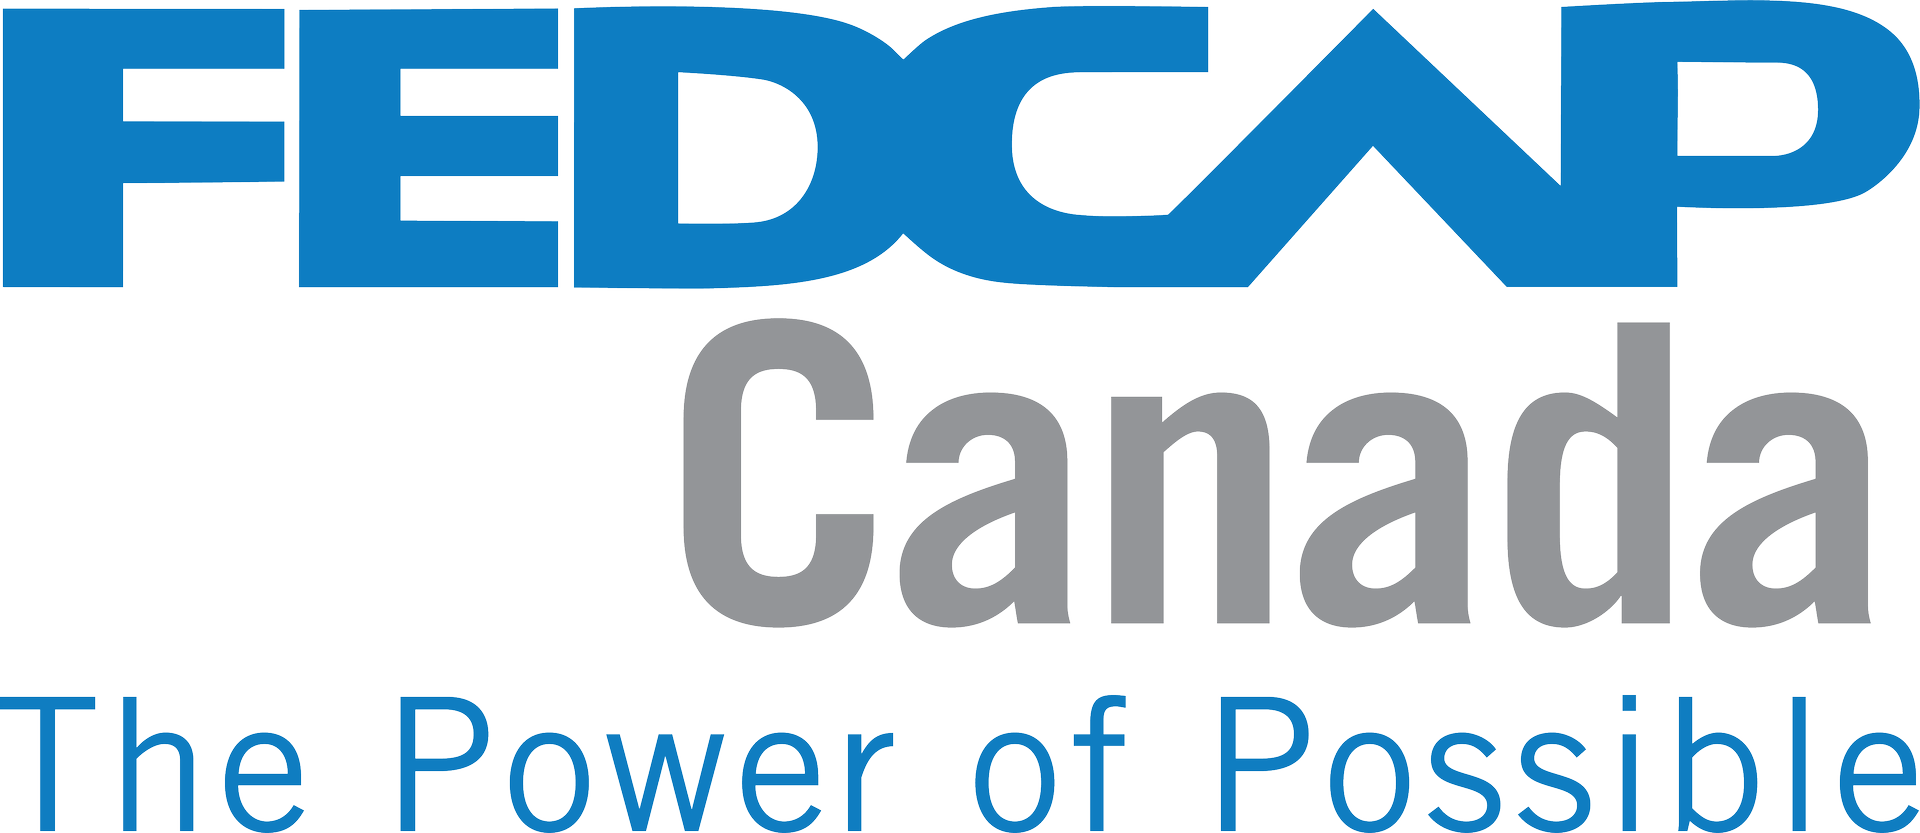 FEDCAP
Canada
The Power of Possible